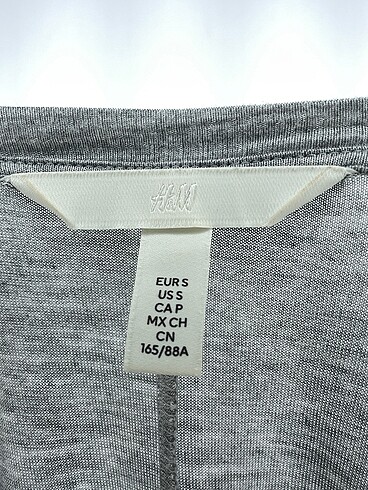 H&M
EUR S
US S
CA P
MX CH
CN
165/88A